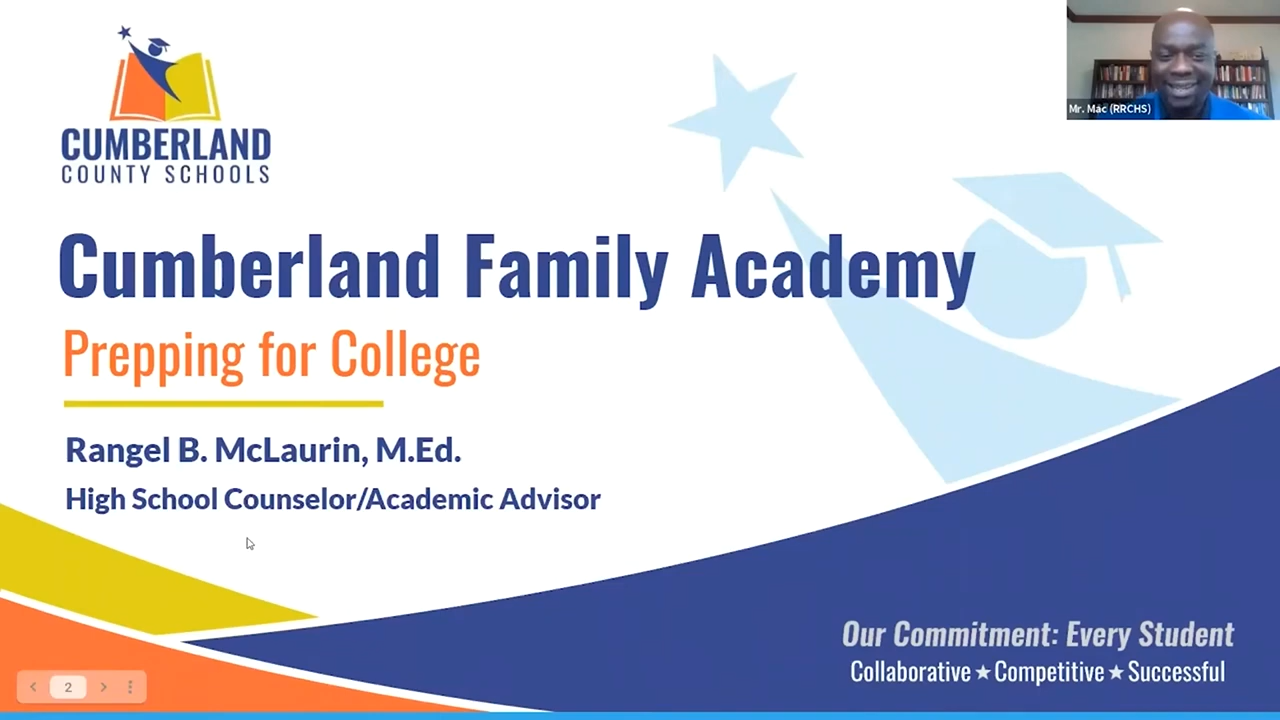 CUMBERLAND
COUNTY SCHOOLS
Mr. Mac (RRCHS)
Cumberland Family Academy
Prepping for College
Rangel B. McLaurin, M.Ed.
High School Counselor/Academic Advisor
Our Commitment: Every Student
Collaborative ★ Competitive ★ Successful
2